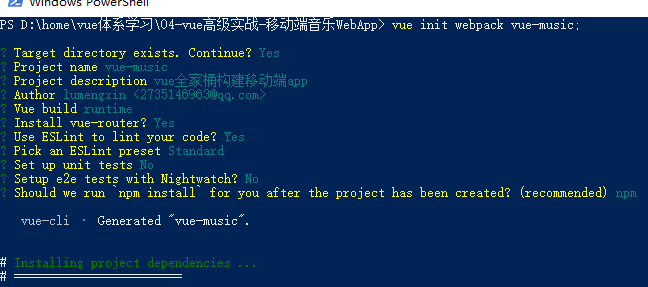 Windows PowerShell
PS D:\home\vue体系学习\04-vue高级实战-移动端音乐WebApp> vue init webpack vue-music;
? Target directory exists. Continue? Yes
? Project name vue-music
? Project description vue全家桶构建移动端app
? Author lumengxin <2735146963@qq.com>
? Vue build runtime
? Install vue-router? Yes
? Use ESLint to lint your code? Yes
? Pick an ESLint preset Standard
? Set up unit tests No
? Setup e2e tests with Nightwatch? No
? Should we run `npm install` for you after the project has been created? (recommended) npm
vue-cli · Generated "vue-music".
# Installing project dependencies ...
# ========================